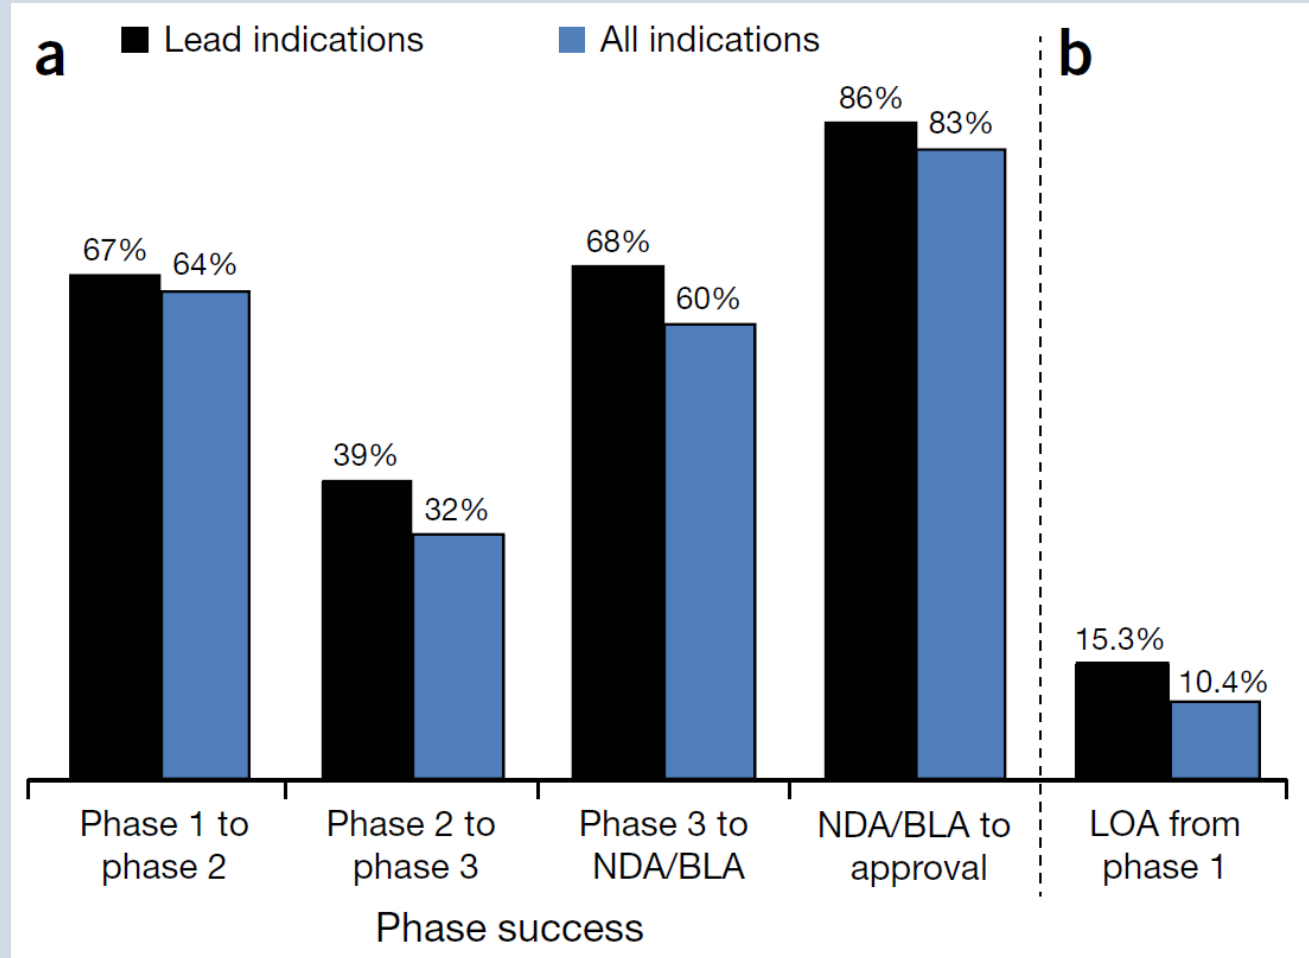 a
Lead indications
All indications
b
67%
64%
39%
32%
68%
60%
86%
83%
15.3%
10.4%
Phase 1 to
phase 2
Phase 2 to
phase 3
Phase 3 to
NDA/BLA
NDA/BLA to
approval
LOA from
phase 1
Phase success